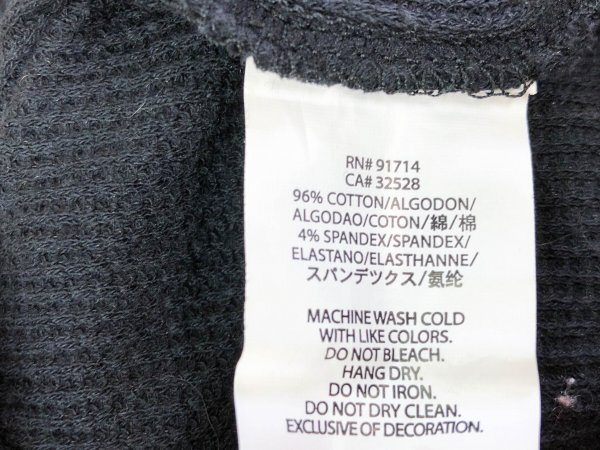 RN# 91714
CA# 32528
96% COTTON/ALGODON/
ALGODAO/COTON/綿/棉
4% SPANDEX/SPANDEX/
ELASTANO/ELASTHANNE/
スパンデックス/氨纶
MACHINE WASH COLD
WITH LIKE COLORS.
DO NOT BLEACH.
HANG DRY.
DO NOT IRON.
DO NOT DRY CLEAN.
EXCLUSIVE OF DECORATION.